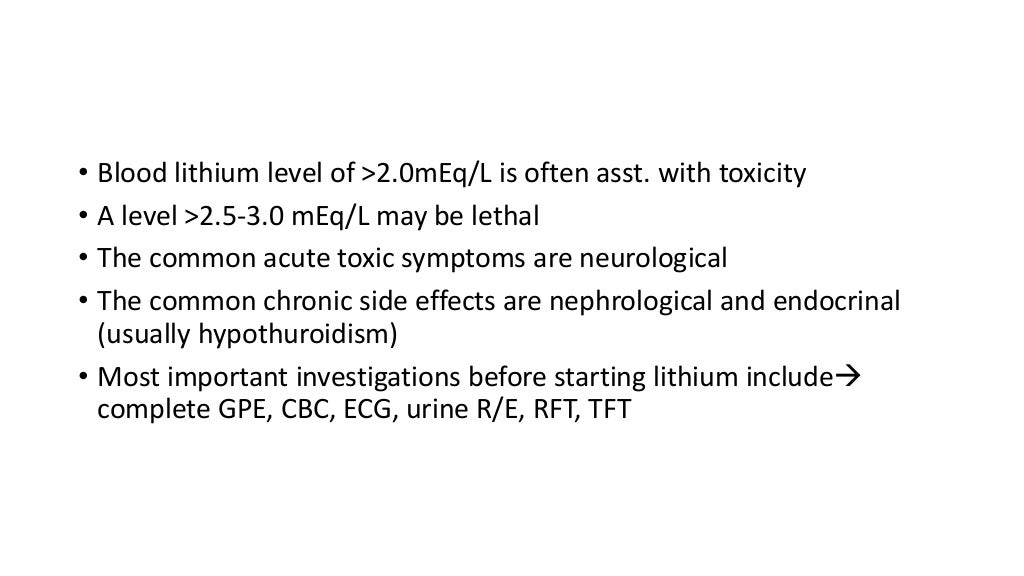 • Blood lithium level of >2.0mEq/L is often asst. with toxicity
• A level >2.5-3.0 mEq/L may be lethal
• The common acute toxic symptoms are neurological
• The common chronic side effects are nephrological and endocrinal
(usually hypothuroidism)
• Most important investigations before starting lithium include→
complete GPE, CBC, ECG, urine R/E, RFT, TFT